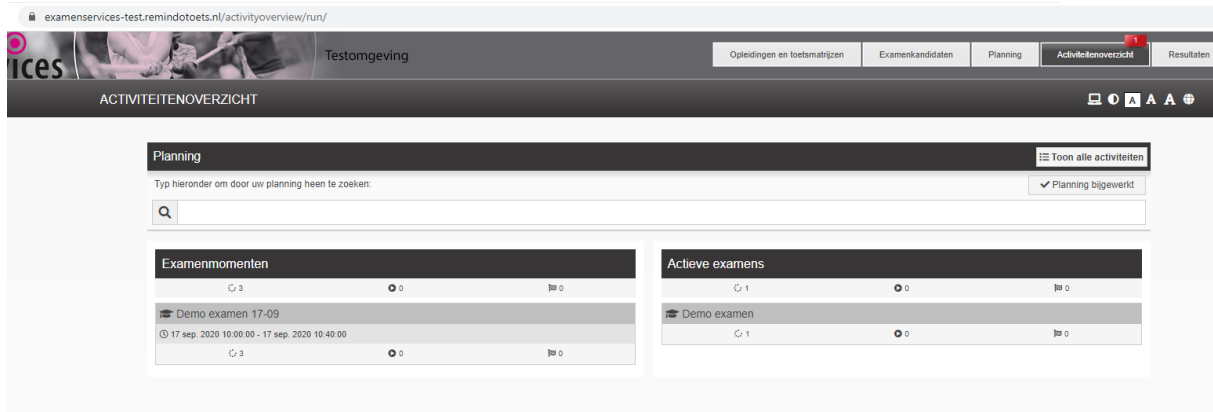 examenservices-test.remindotoets.nl/activityoverview/run/
ices
Testomgeving
Opleidingen en toetsmatrijzen
Examenkandidaten
Planning
Activiteitenoverzicht
1
Resultaten
ACTIVITEITENOVERZICHT
A A A
Planning
Toon alle activiteiten
Typ hieronder om door uw planning heen te zoeken:
Planning bijgewerkt
Examenmomenten
3 0 0
Demo examen 17-09
17 sep. 2020 10:00:00 - 17 sep. 2020 10:40:00
3 0 0
Actieve examens
1 0 0
Demo examen
1 0 0